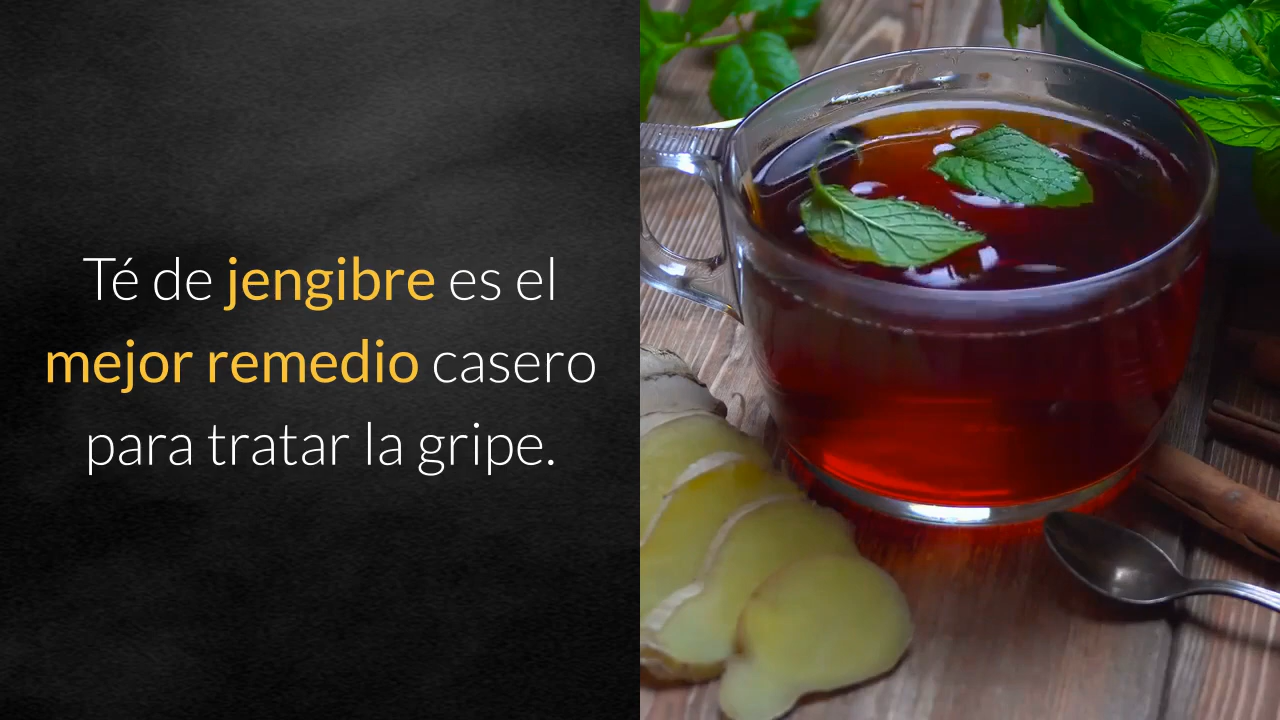 Té de jengibre es el
mejor remedio casero
para tratar la gripe.